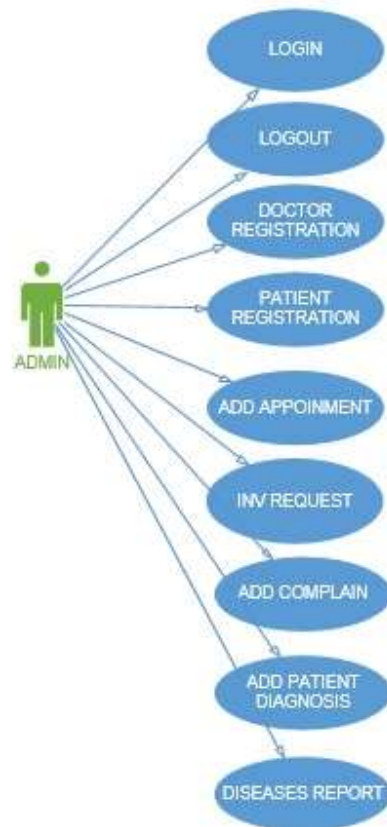 LOGIN
LOGOUT
DOCTOR
REGISTRATION
PATIENT
REGISTRATION
ADMIN
ADD APPOINMENT
INV REQUEST
ADD COMPLAIN
ADD PATIENT
DIAGNOSIS
DISEASES REPORT